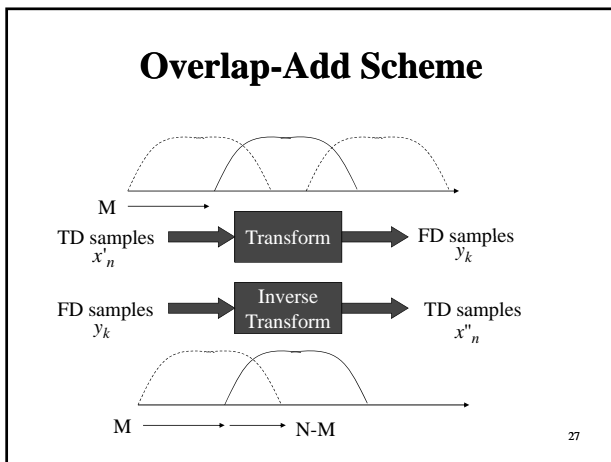 Overlap-Add Scheme
M
TD samples
x'n
Transform
FD samples
yk
FD samples
yk
Inverse
Transform
TD samples
x"n
M
N-M
27